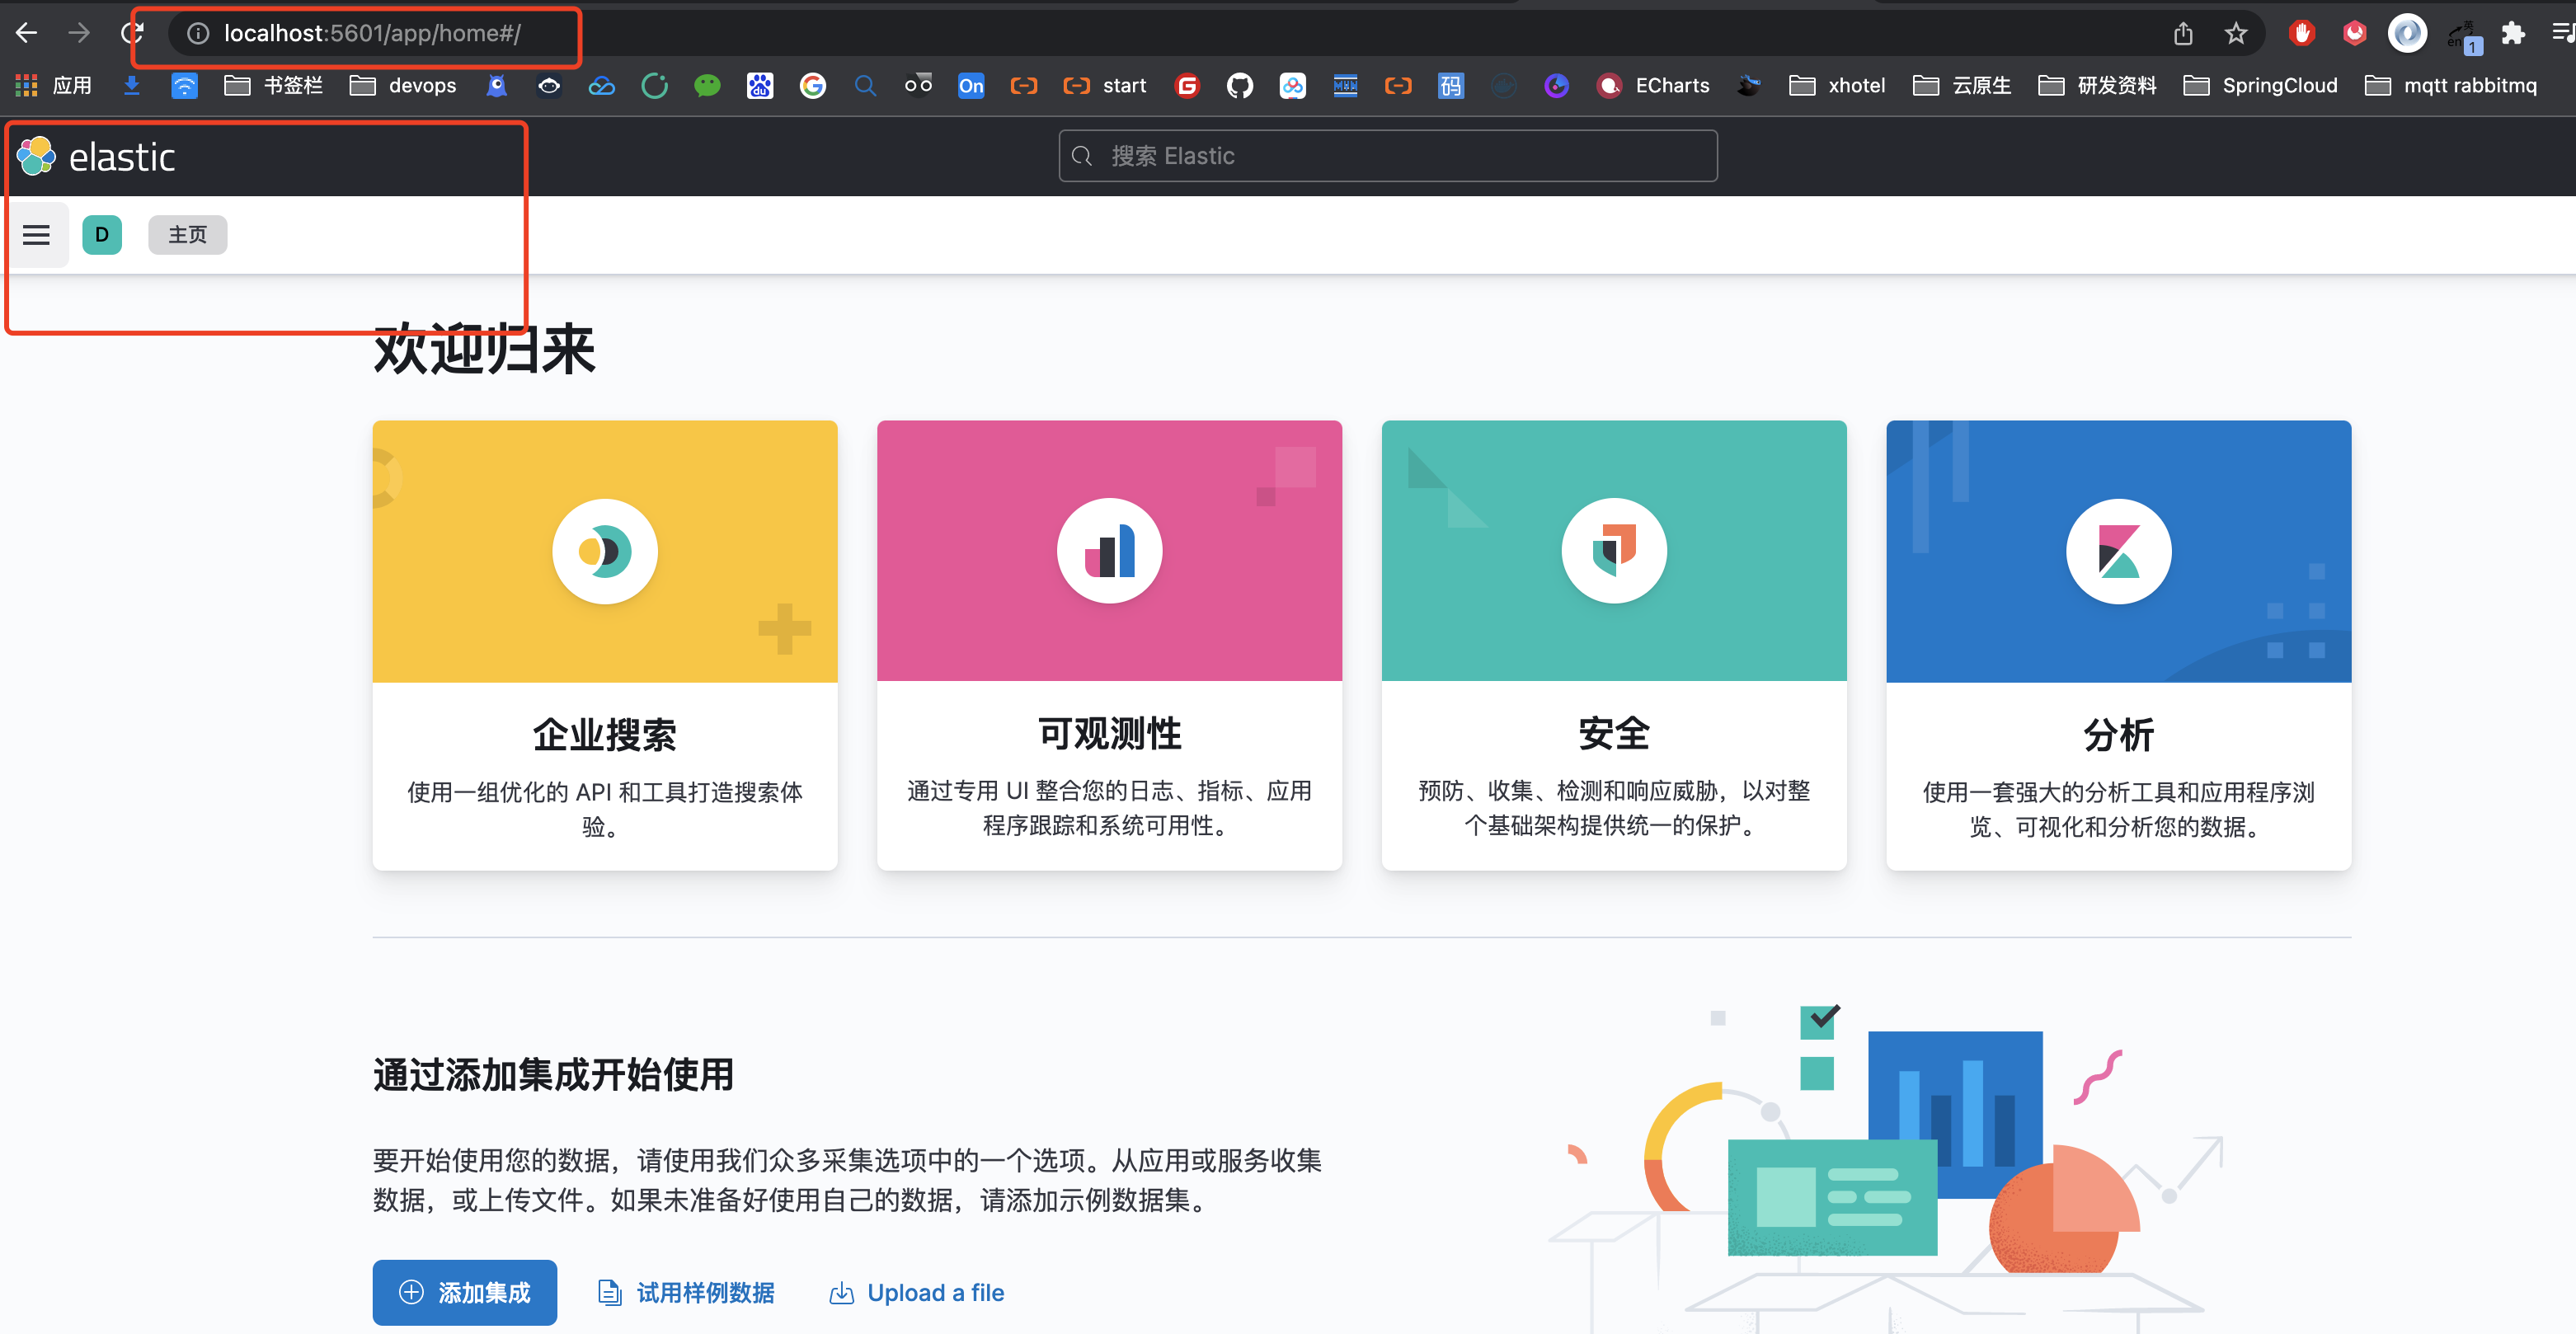 localhost:5601/app/home#/
英
en
1
应用
书签栏
devops
du
On
start
码
ECharts
xhotel
云原生
研发资料
SpringCloud
mqtt rabbitmq
elastic
搜索 Elastic
D
主页
欢迎归来
企业搜索
使用一组优化的 API 和工具打造搜索体
验。
可观测性
通过专用 UI 整合您的日志、指标、应用
程序跟踪和系统可用性。
安全
预防、收集、检测和响应威胁，以对整
个基础架构提供统一的保护。
分析
使用一套强大的分析工具和应用程序浏
览、可视化和分析您的数据。
通过添加集成开始使用
要开始使用您的数据，请使用我们众多采集选项中的一个选项。从应用或服务收集
数据，或上传文件。如果未准备好使用自己的数据，请添加示例数据集。
添加集成
试用样例数据
Upload a file